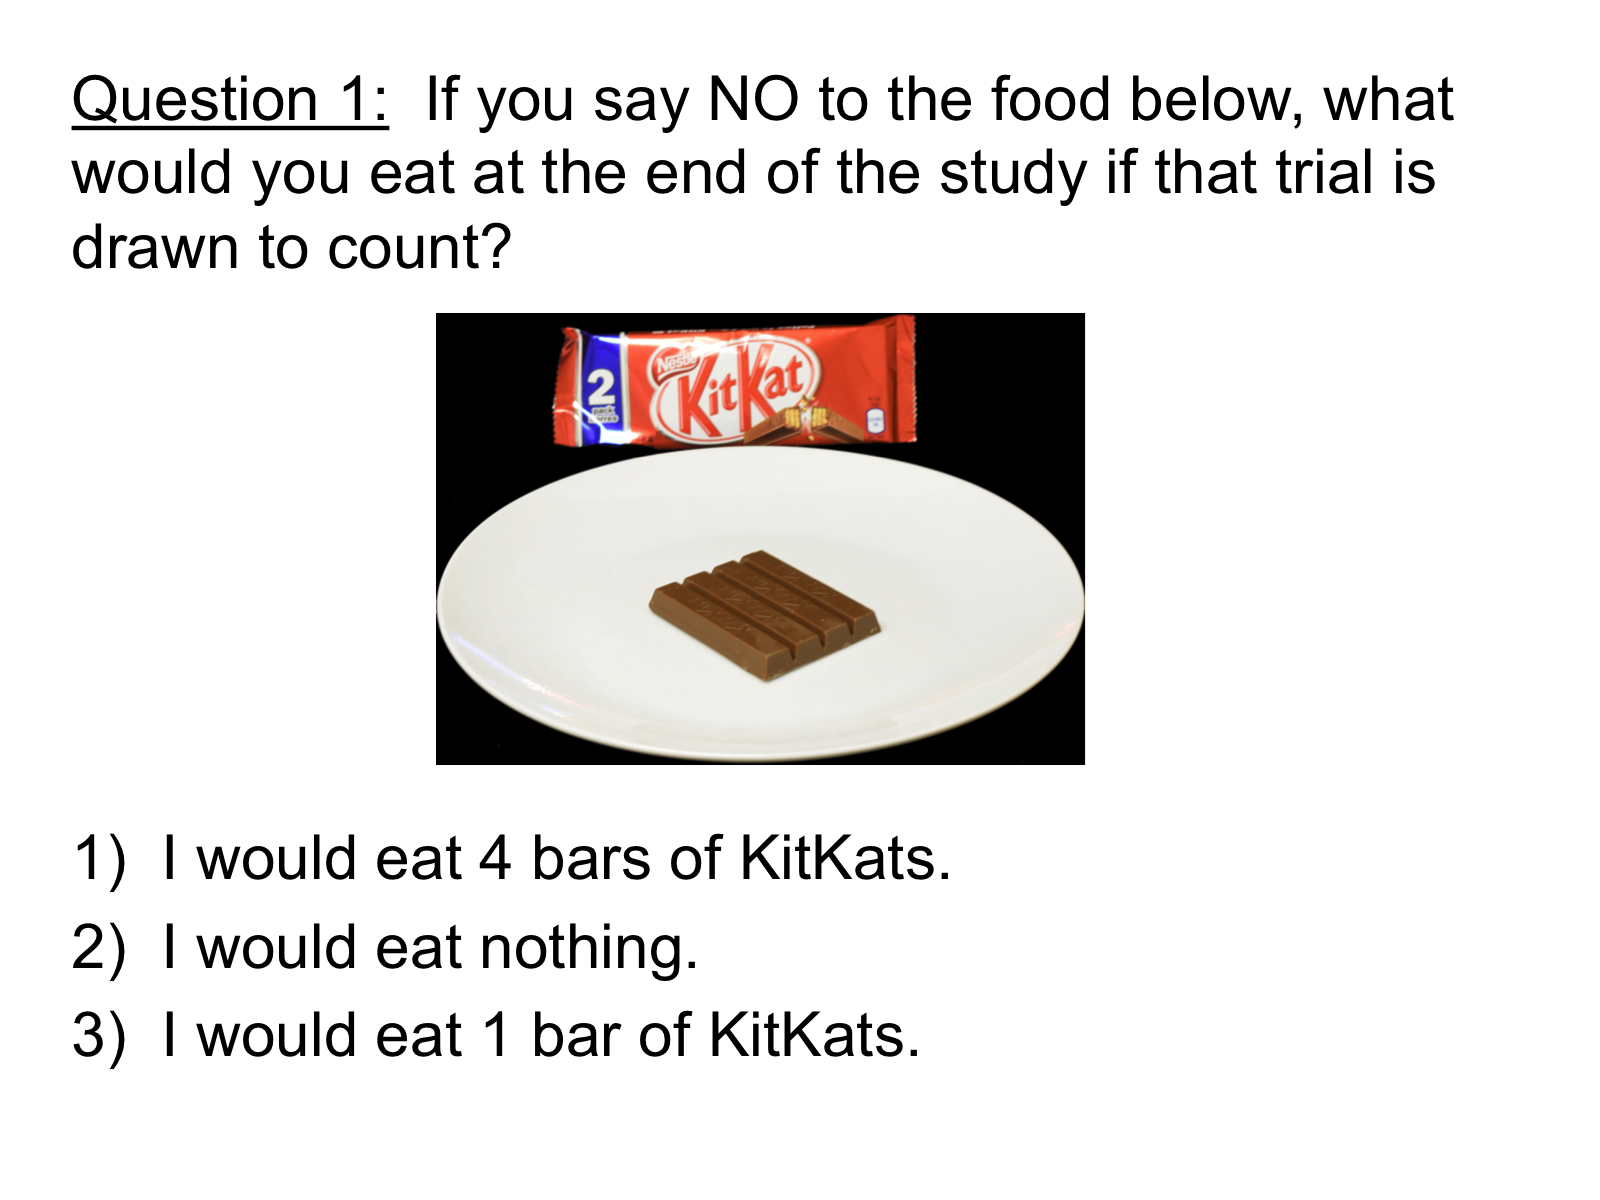 Question 1: If you say NO to the food below, what
would you eat at the end of the study if that trial is
drawn to count?
Nestlé
KitKat
2
pack
1) I would eat 4 bars of KitKats.
2) I would eat nothing.
3) I would eat 1 bar of KitKats.